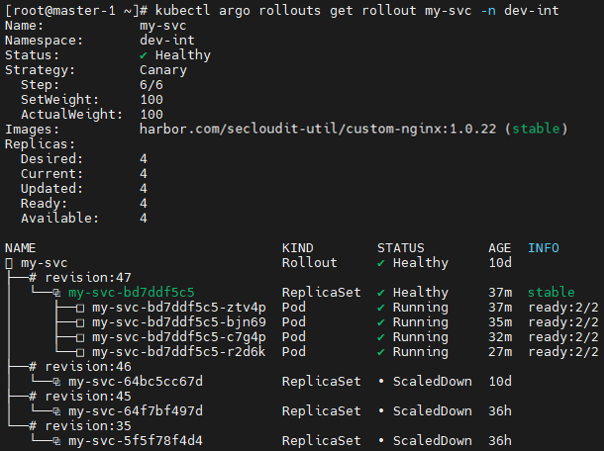 [root@master-1 ~]# kubectl argo rollouts get rollout my-svc -n dev-int
Name:            my-svc
Namespace:       dev-int
Status:          ✔ Healthy
Strategy:        Canary
  Step:          6/6
  SetWeight:     100
  ActualWeight:  100
Images:          harbor.com/secloudit-util/custom-nginx:1.0.22 (stable)
Replicas:
  Desired:       4
  Current:       4
  Updated:       4
  Ready:         4
  Available:     4
NAME                                KIND        STATUS        AGE  INFO
my-svc                              Rollout     ✔ Healthy     10d
├──# revision:47
│  └──⧉ my-svc-bd7ddf5c5            ReplicaSet  ✔ Healthy     37m  stable
│     ├──□ my-svc-bd7ddf5c5-ztv4p   Pod         ✔ Running     37m  ready:2/2
│     ├──□ my-svc-bd7ddf5c5-bjn69   Pod         ✔ Running     35m  ready:2/2
│     ├──□ my-svc-bd7ddf5c5-c7g4p   Pod         ✔ Running     32m  ready:2/2
│     └──□ my-svc-bd7ddf5c5-r2d6k   Pod         ✔ Running     27m  ready:2/2
├──# revision:46
│  └──⧉ my-svc-64bc5cc67d           ReplicaSet  • ScaledDown  10d
├──# revision:45
│  └──⧉ my-svc-64f7bf497d           ReplicaSet  • ScaledDown  36h
└──# revision:35
   └──⧉ my-svc-5f5f78f4d4           ReplicaSet  • ScaledDown  36h